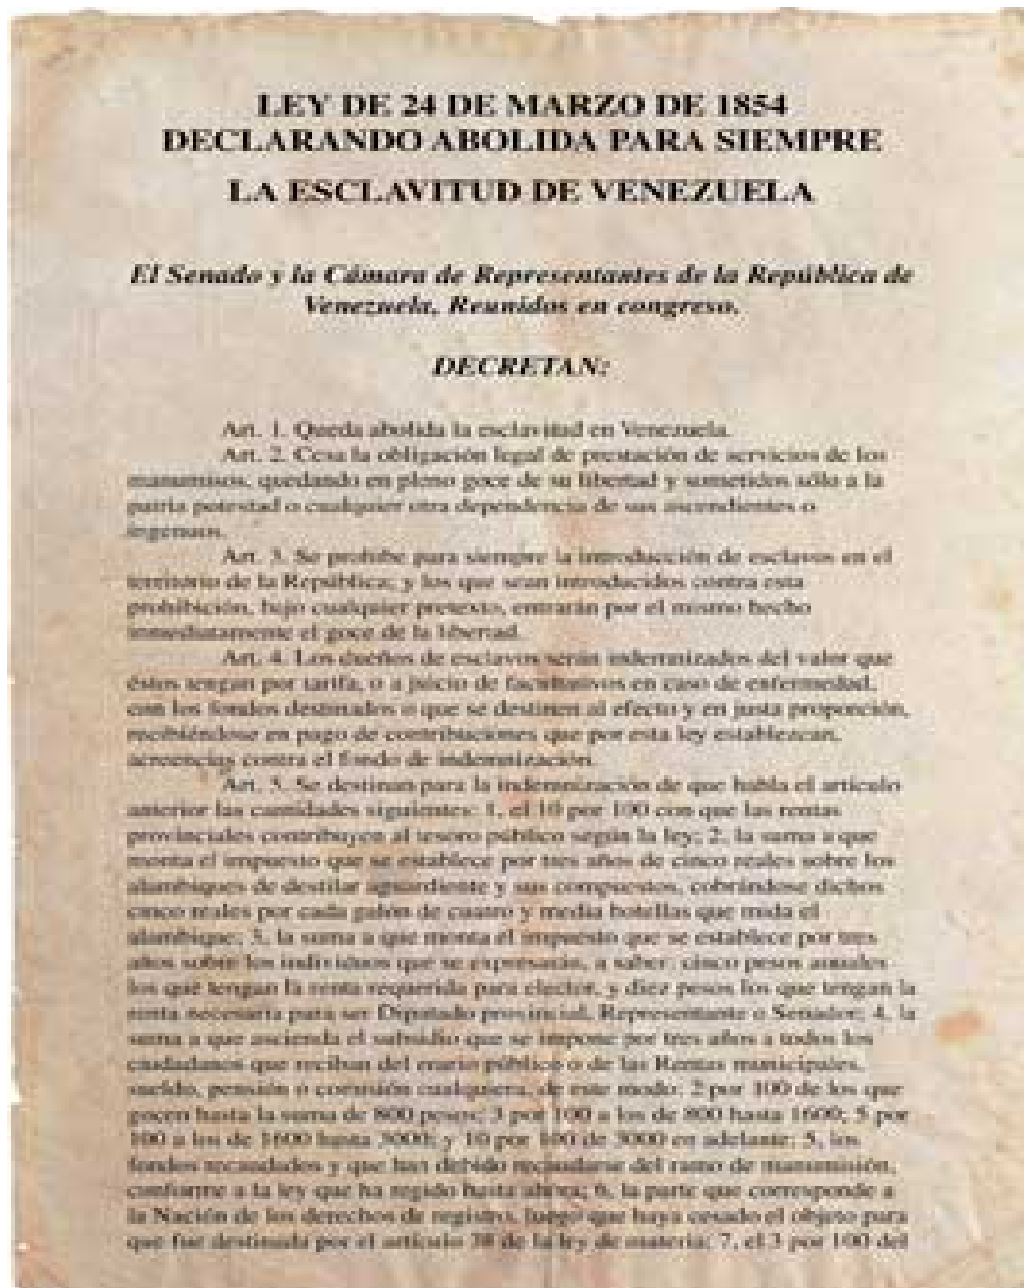 LEY DE 24 DE MARZO DE 1854
DECLARANDO ABOLIDA PARA SIEMPRE
LA ESCLAVITUD DE VENEZUELA
El Senado y la Cámara de Representantes de la República de
Venezuela, Reunidos en congreso.
DECRETAN:
Art. 1. Queda abolida la esclavitud en Venezuela.
Art. 2. Cesa la obligación legal de prestación de servicios de los
manumisos, quedando en pleno goce de su libertad y sometidos sólo a la
patria potestad o cualquier otra dependencia de sus ascendientes o
ingenuos.
Art. 3. Se prohibe para siempre la introducción de esclavos en el
territorio de la República; y los que sean introducidos contra esta
prohibición, bajo cualquier pretexto, entrarán por el mismo hecho
inmediatamente el goce de la libertad.
Art. 4. Los dueños de esclavos serán indemnizados del valor que
éstos tengan por tarifa, o a juicio de facultativos en caso de enfermedad,
con los fondos destinados o que se destinen al efecto y en justa proporción,
recibiéndose en pago de contribuciones que por esta ley establezcan,
acreencias contra el fondo de indemnización.
Art. 5. Se destinan para la indemnización de que habla el artículo
anterior las cantidades siguientes: 1, el 10 por 100 con que las rentas
provinciales contribuyen al tesoro público según la ley; 2, la suma a que
monta el impuesto que se establece por tres años de cinco reales sobre los
alambiques de destilar aguardiente y sus compuestos, cobrándose dichos
cinco reales por cada galón de cuatro y media botellas que mida el
alambique; 3, la suma a que monta el impuesto que se establece por tres
años sobre los individuos que se expresarán, a saber: cinco pesos anuales
los que tengan la renta requerida para elector, y diez pesos los que tengan la
renta necesaria para ser Diputado provincial, Representante o Senador; 4, la
suma a que ascienda el subsidio que se impone por tres años a todos los
ciudadanos que reciban del erario público o de las Rentas municipales,
sueldo, pensión o comisión cualquiera, de este modo: 2 por 100 de los que
gocen hasta la suma de 800 pesos; 3 por 100 a los de 800 hasta 1600; 5 por
100 a los de 1600 hasta 3000; y 10 por 100 de 3000 en adelante; 5, los
fondos recaudados y que han debido recaudarse del ramo de manumisión,
conforme a la ley que ha regido hasta ahora; 6, la parte que corresponde a
la Nación de los derechos de registro, luego que haya cesado el objeto para
que fue destinada por el artículo 38 de la ley de materia; 7, el 3 por 100 del